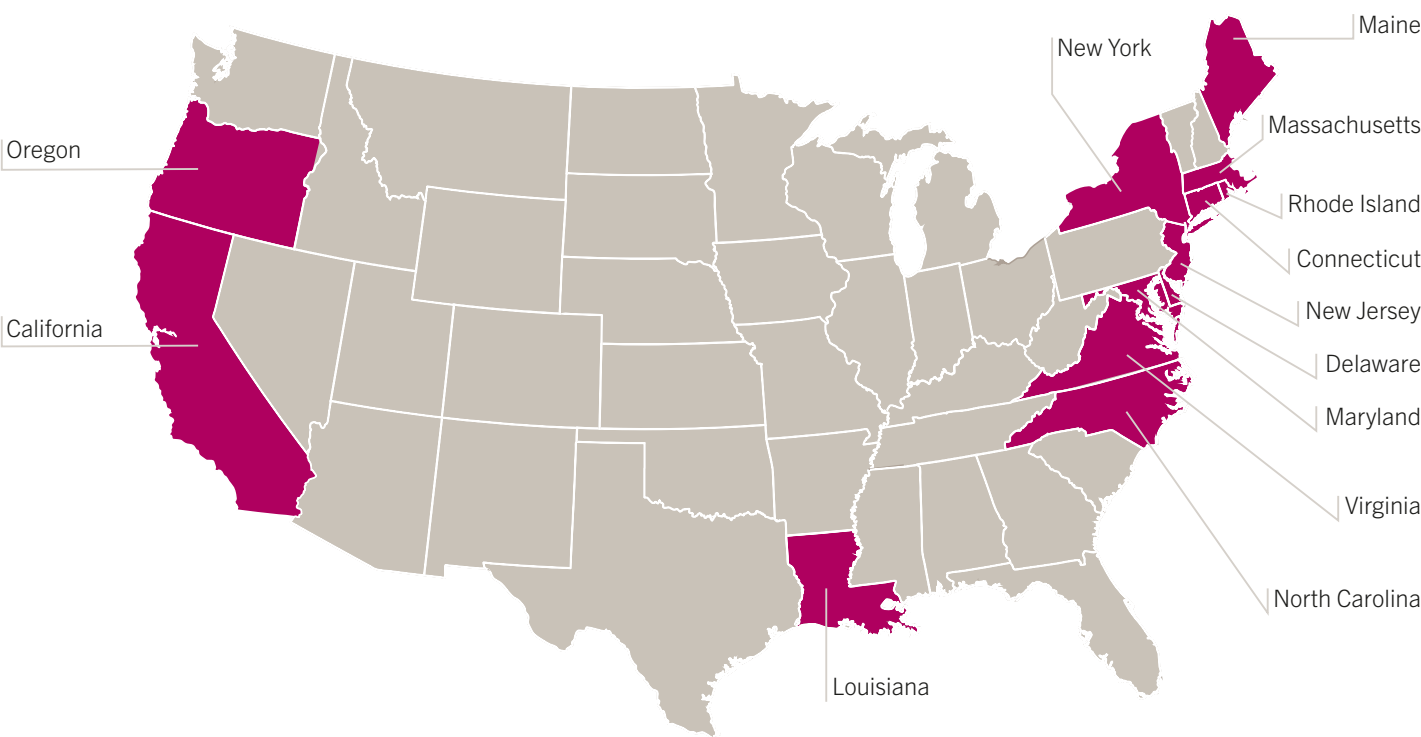 Maine
New York
Massachusetts
Oregon
Rhode Island
Connecticut
New Jersey
California
Delaware
Maryland
Virginia
North Carolina
Louisiana